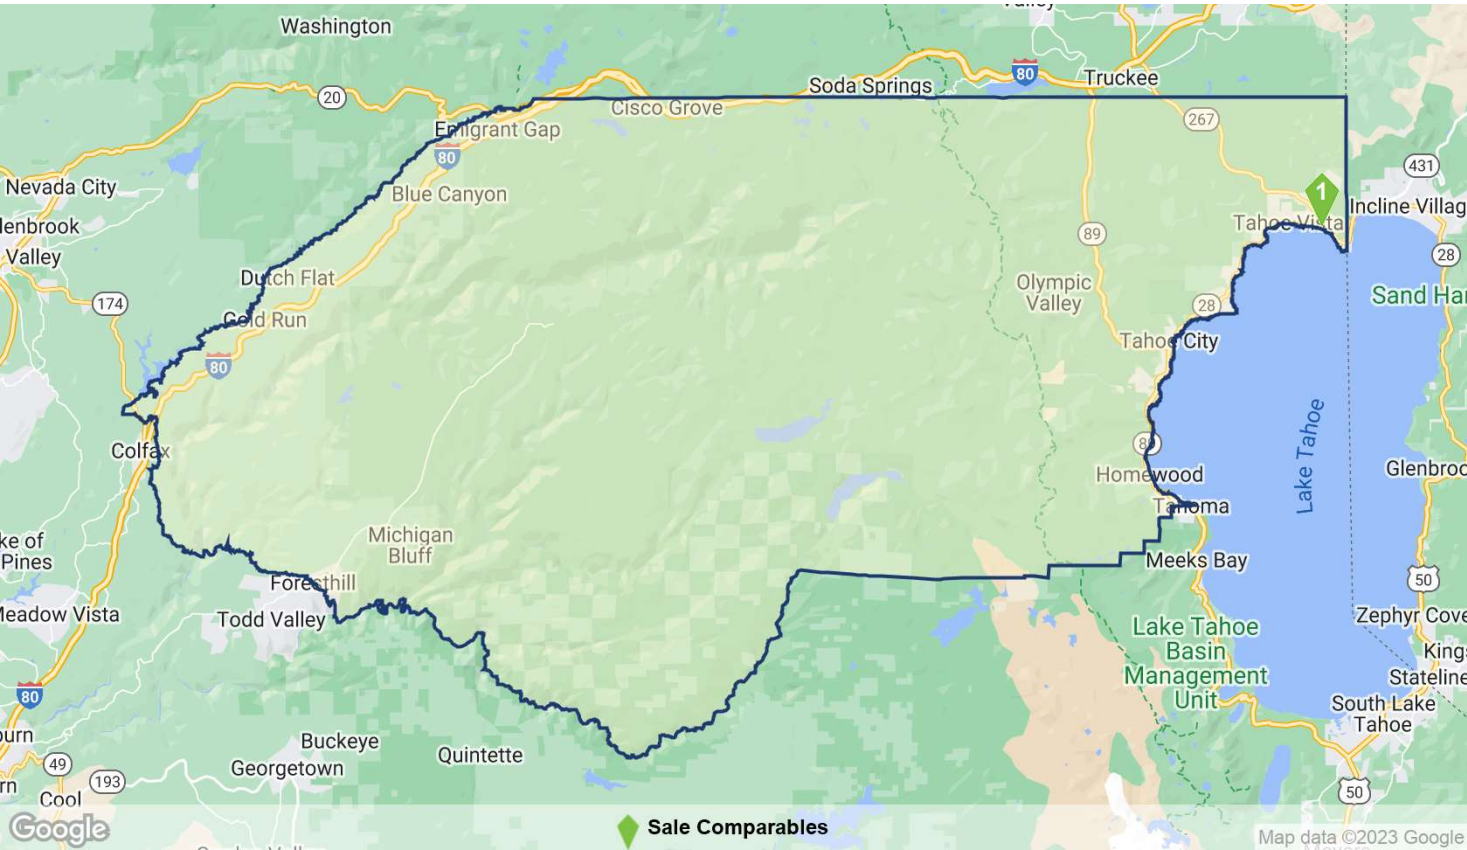 Washington
Valley
80
Truckee
Soda Springs
20
Cisco Grove
267
Emigrant Gap
80
431
Nevada City
Blue Canyon
1
Incline Villag
lenbrook
Tahoe Vista
89
Valley
28
Dutch Flat
Olympic
Valley
174
28
Sand Har
Gold Run
Tahoe City
80
Lake Tahoe
Colfax
89
Glenbroo
Homewood
Tahoma
ke of
Pines
Michigan
Bluff
Meeks Bay
50
Foresthill
Meadow Vista
Todd Valley
Zephyr Cove
Lake Tahoe
Basin
Management
Unit
Kings
Stateline
80
South Lake
Tahoe
burn
Buckeye
Quintette
49
Georgetown
193
rn
Cool
50
Google
Sale Comparables
Map data ©2023 Google